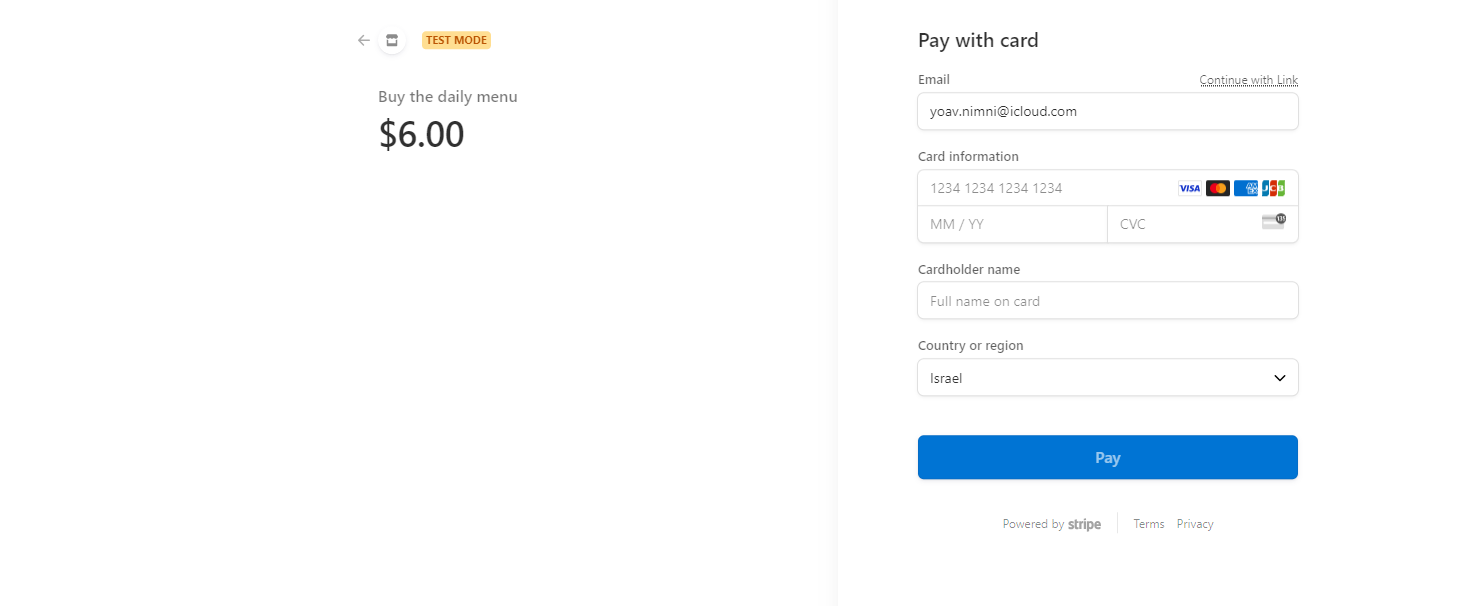 TEST MODE
Buy the daily menu
$6.00
Pay with card
Email
Continue with Link
yoav.nimni@icloud.com
Card information
1234 1234 1234 1234
VISA
AM EX
JCB
MM / YY
CVC
135
Cardholder name
Full name on card
Country or region
Israel
Pay
Powered by stripe
Terms
Privacy